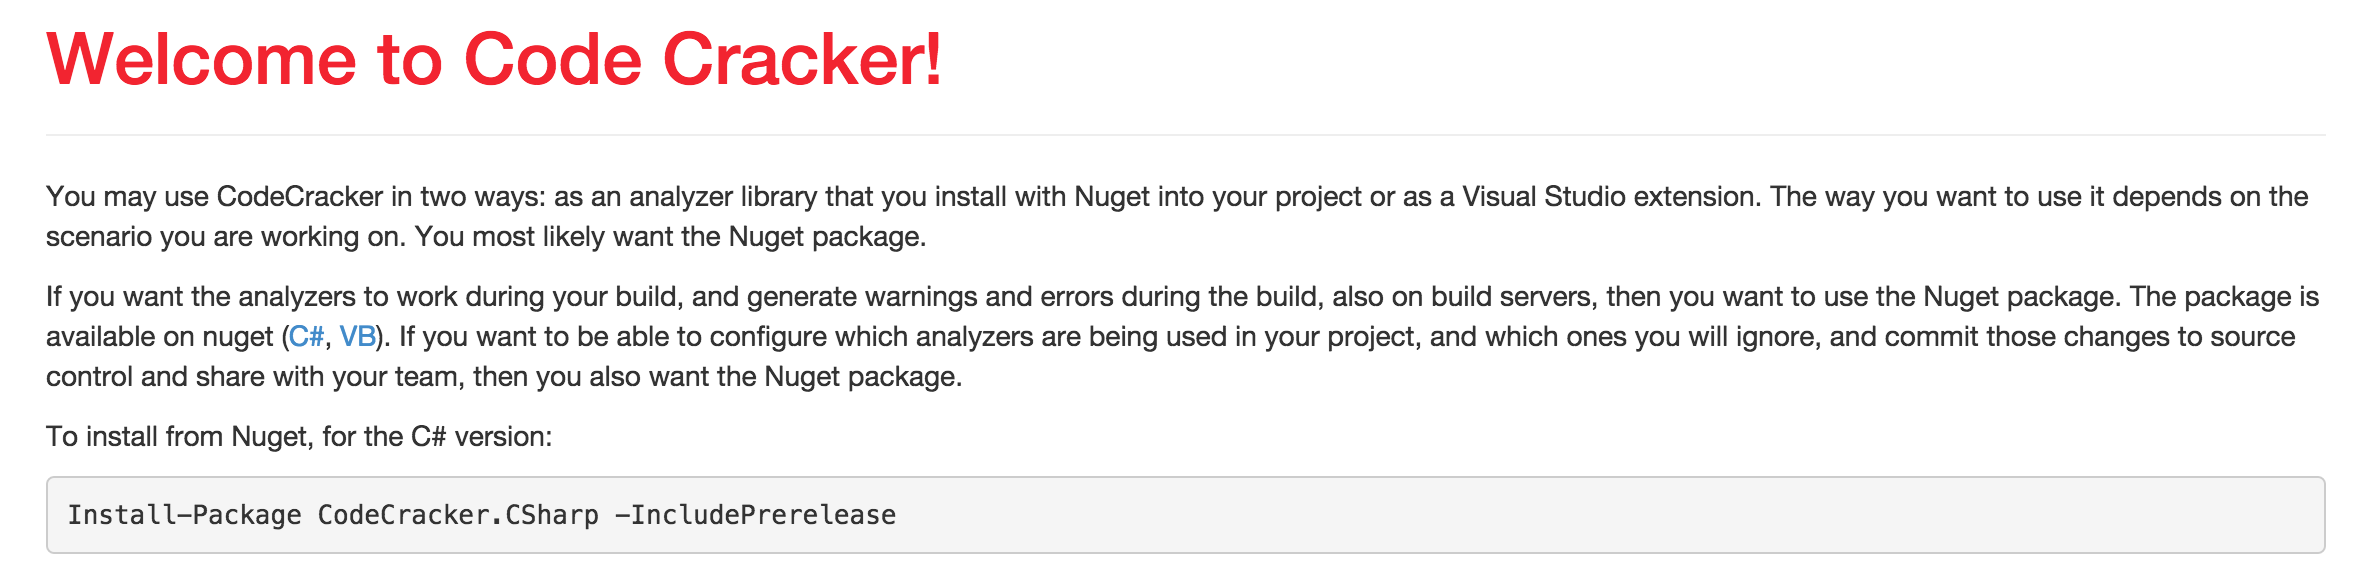 Welcome to Code Cracker!
You may use CodeCracker in two ways: as an analyzer library that you install with Nuget into your project or as a Visual Studio extension. The way you want to use it depends on the
scenario you are working on. You most likely want the Nuget package.
If you want the analyzers to work during your build, and generate warnings and errors during the build, also on build servers, then you want to use the Nuget package. The package is
available on nuget (C#, VB). If you want to be able to configure which analyzers are being used in your project, and which ones you will ignore, and commit those changes to source
control and share with your team, then you also want the Nuget package.
To install from Nuget, for the C# version:
Install-Package CodeCracker.CSharp -IncludePrerelease